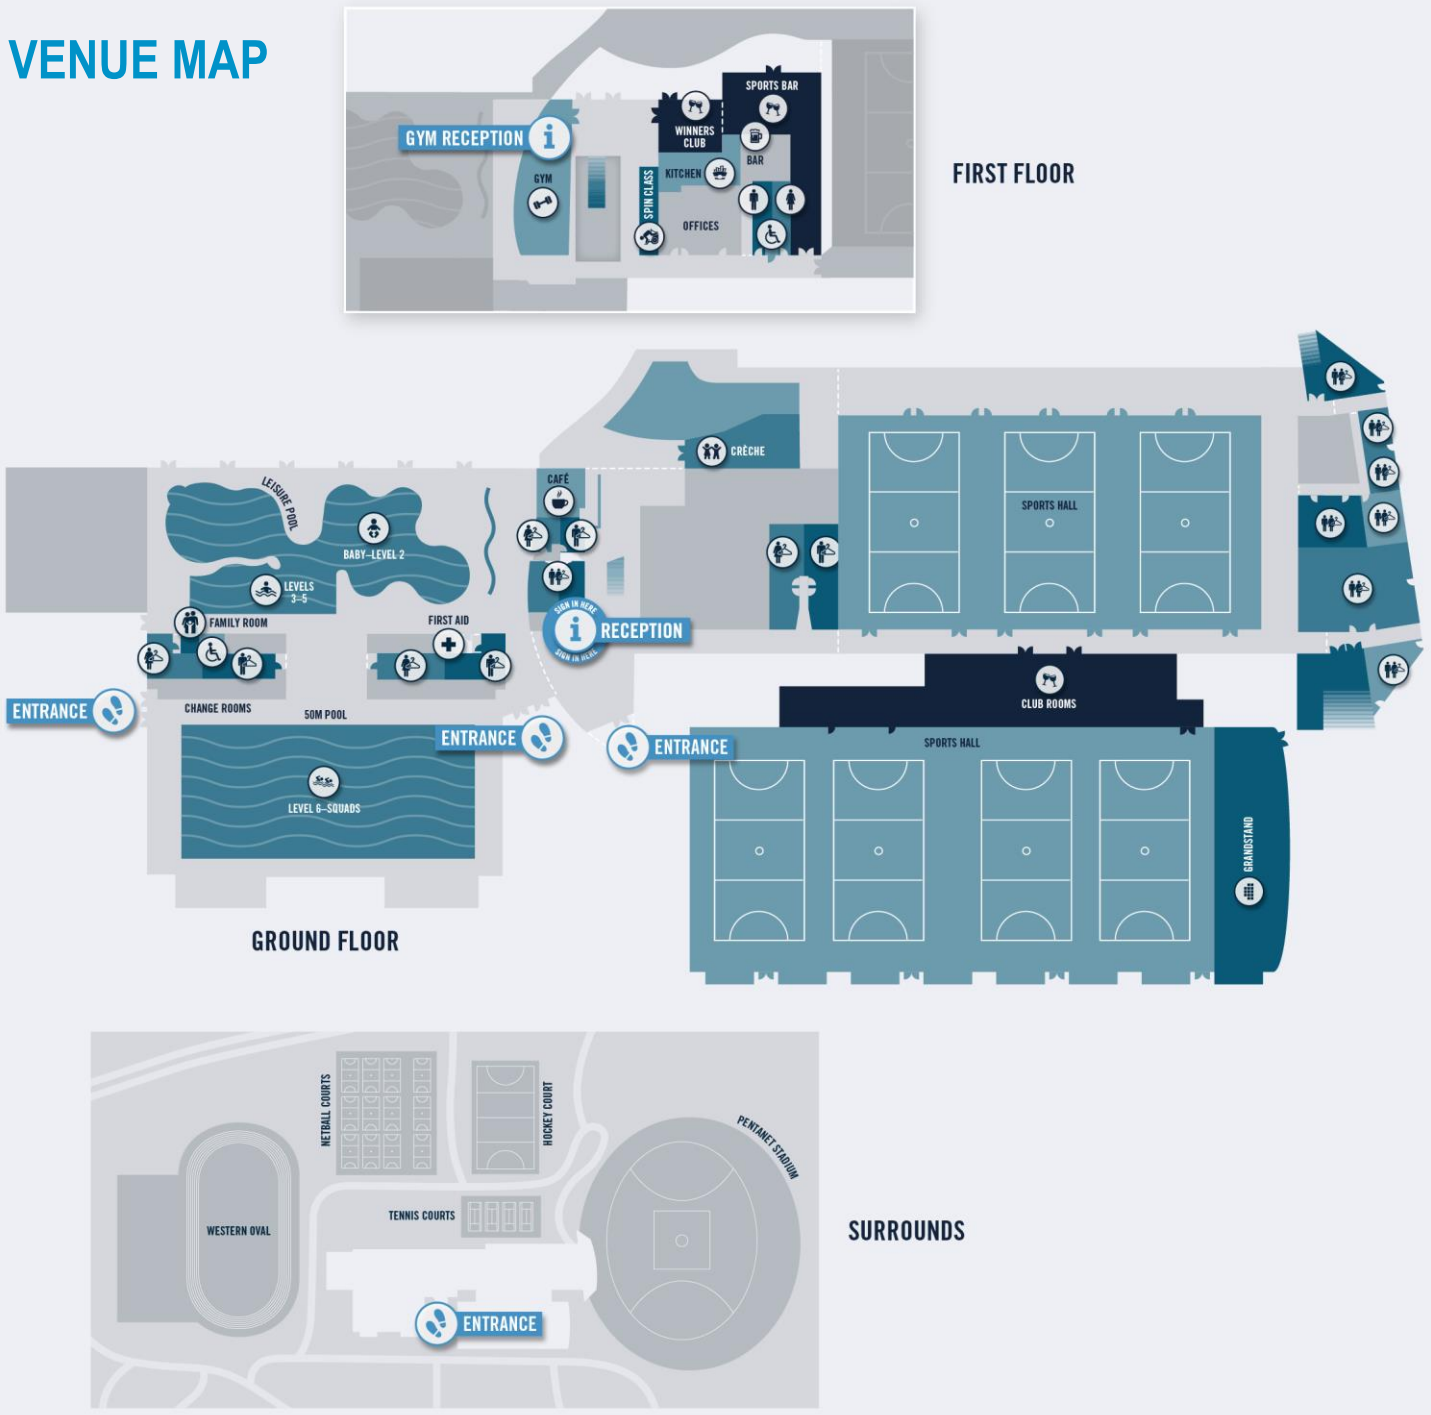 VENUE MAP
SPORTS BAR
WINNERS
CLUB
GYM RECEPTION
i
BAR
KITCHEN
GYM
SPIN CLASS
OFFICES
FIRST FLOOR
CRÈCHE
CAFÉ
LEISURE POOL
SPORTS HALL
BABY–LEVEL 2
LEVELS
3–5
SIGN IN HERE
FAMILY ROOM
FIRST AID
i
RECEPTION
SIGN IN HERE
ENTRANCE
CHANGE ROOMS
50M POOL
CLUB ROOMS
ENTRANCE
ENTRANCE
SPORTS HALL
LEVEL 6–SQUADS
GRANDSTAND
GROUND FLOOR
NETBALL COURTS
HOCKEY COURT
PENTANET STADIUM
TENNIS COURTS
WESTERN OVAL
SURROUNDS
ENTRANCE